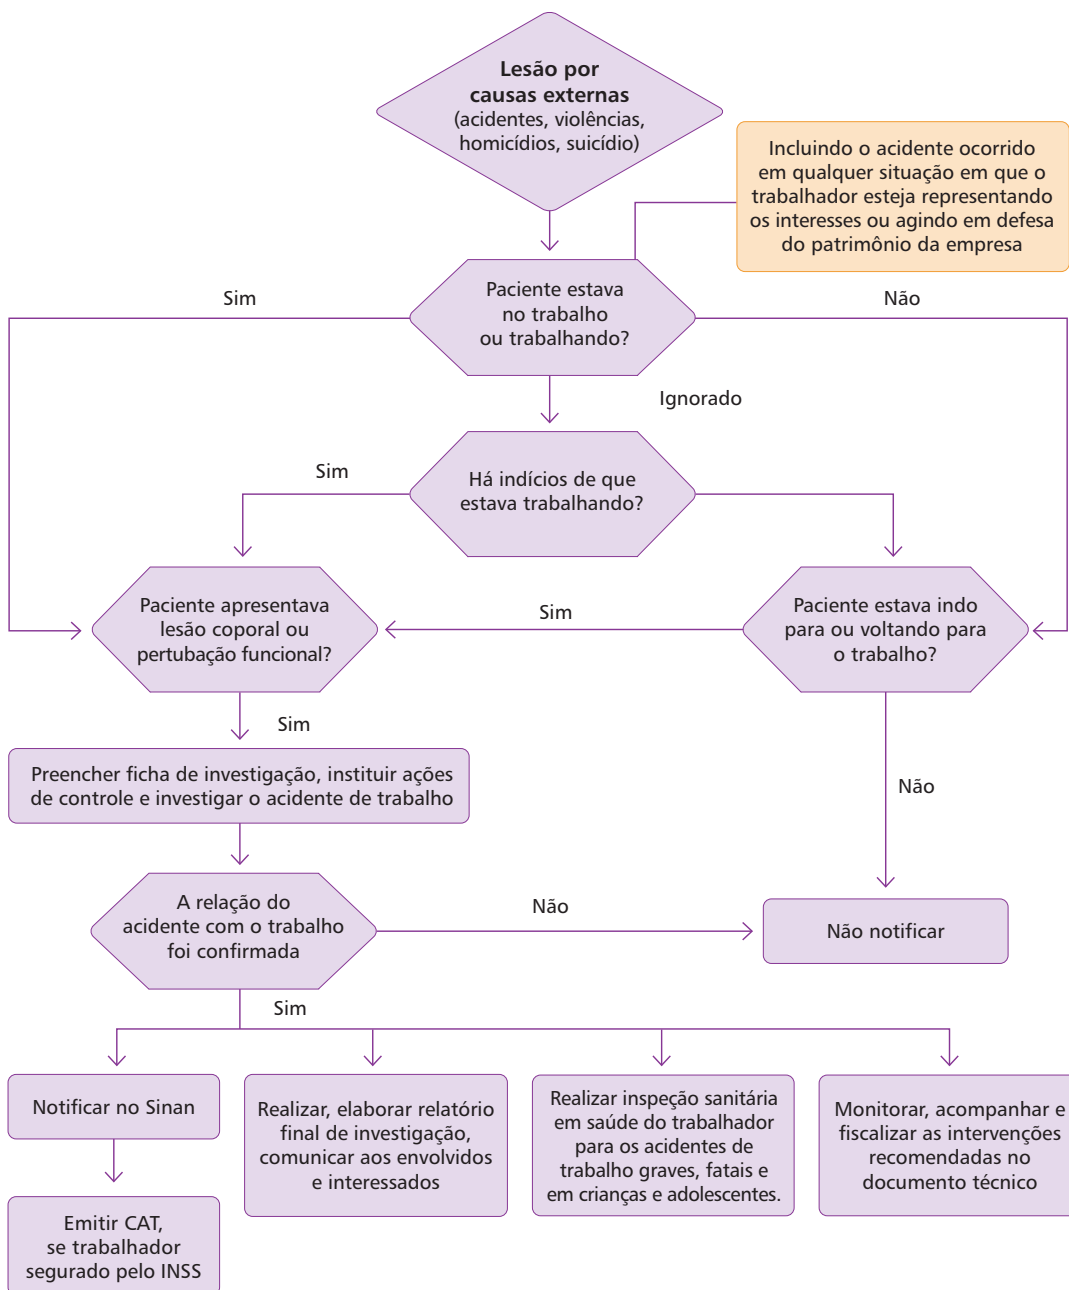 Lesão por
causas externas
(acidentes, violências,
homicídios, suicídio)
Incluindo o acidente ocorrido
em qualquer situação em que o
trabalhador esteja representando
os interesses ou agindo em defesa
do patrimônio da empresa
Sim
Paciente estava
no trabalho
ou trabalhando?
Não
Ignorado
Sim
Há indícios de que
estava trabalhando?
Paciente apresentava
lesão coporal ou
pertubação funcional?
Sim
Paciente estava indo
para ou voltando para
o trabalho?
Sim
Preencher ficha de investigação, instituir ações
de controle e investigar o acidente de trabalho
Não
A relação do
acidente com o trabalho
foi confirmada
Não
Não notificar
Sim
Notificar no Sinan
Realizar, elaborar relatório
final de investigação,
comunicar aos envolvidos
e interessados
Realizar inspeção sanitária
em saúde do trabalhador
para os acidentes de
trabalho graves, fatais e
em crianças e adolescentes.
Monitorar, acompanhar e
fiscalizar as intervenções
recomendadas no
documento técnico
Emitir CAT,
se trabalhador
segurado pelo INSS